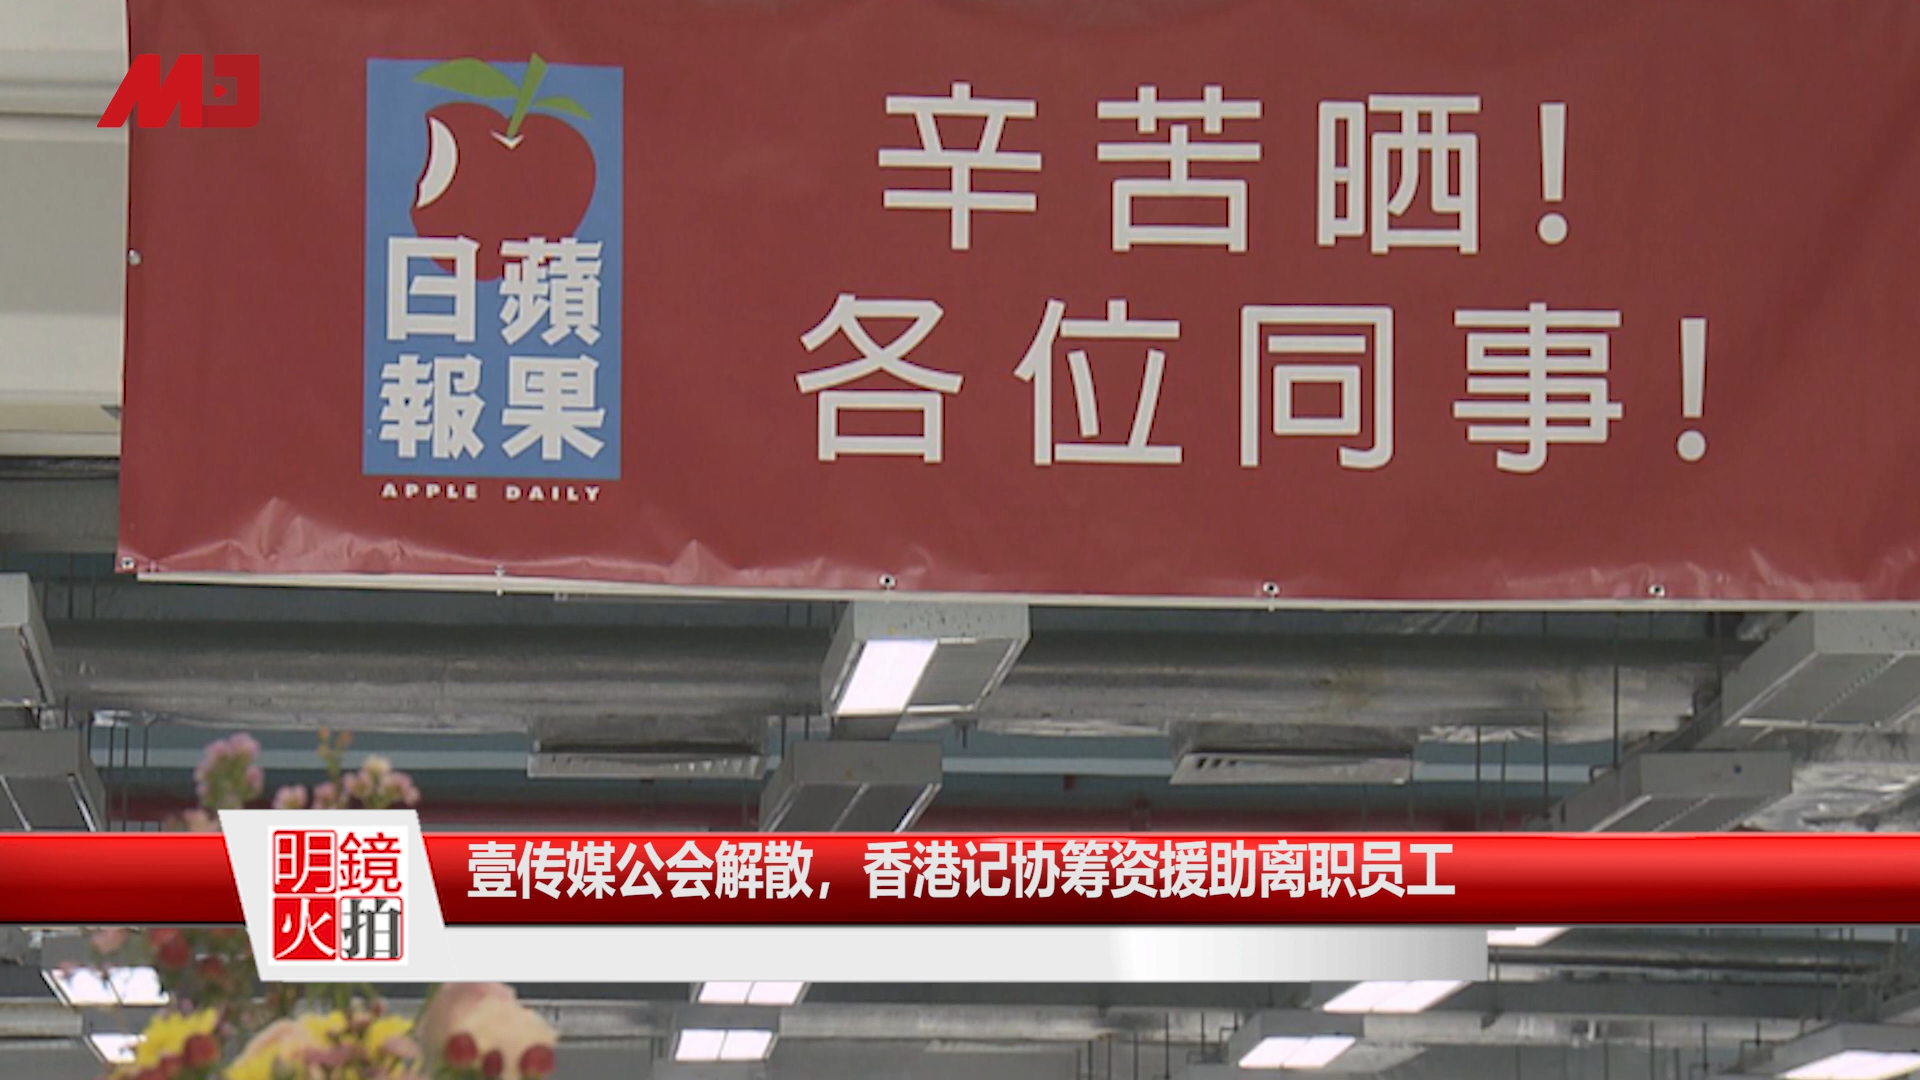 辛苦晒！
各位同事！
蘋果
日報
APPLE DAILY
明鏡
火拍
壹传媒公会解散，香港记协筹资援助离职员工